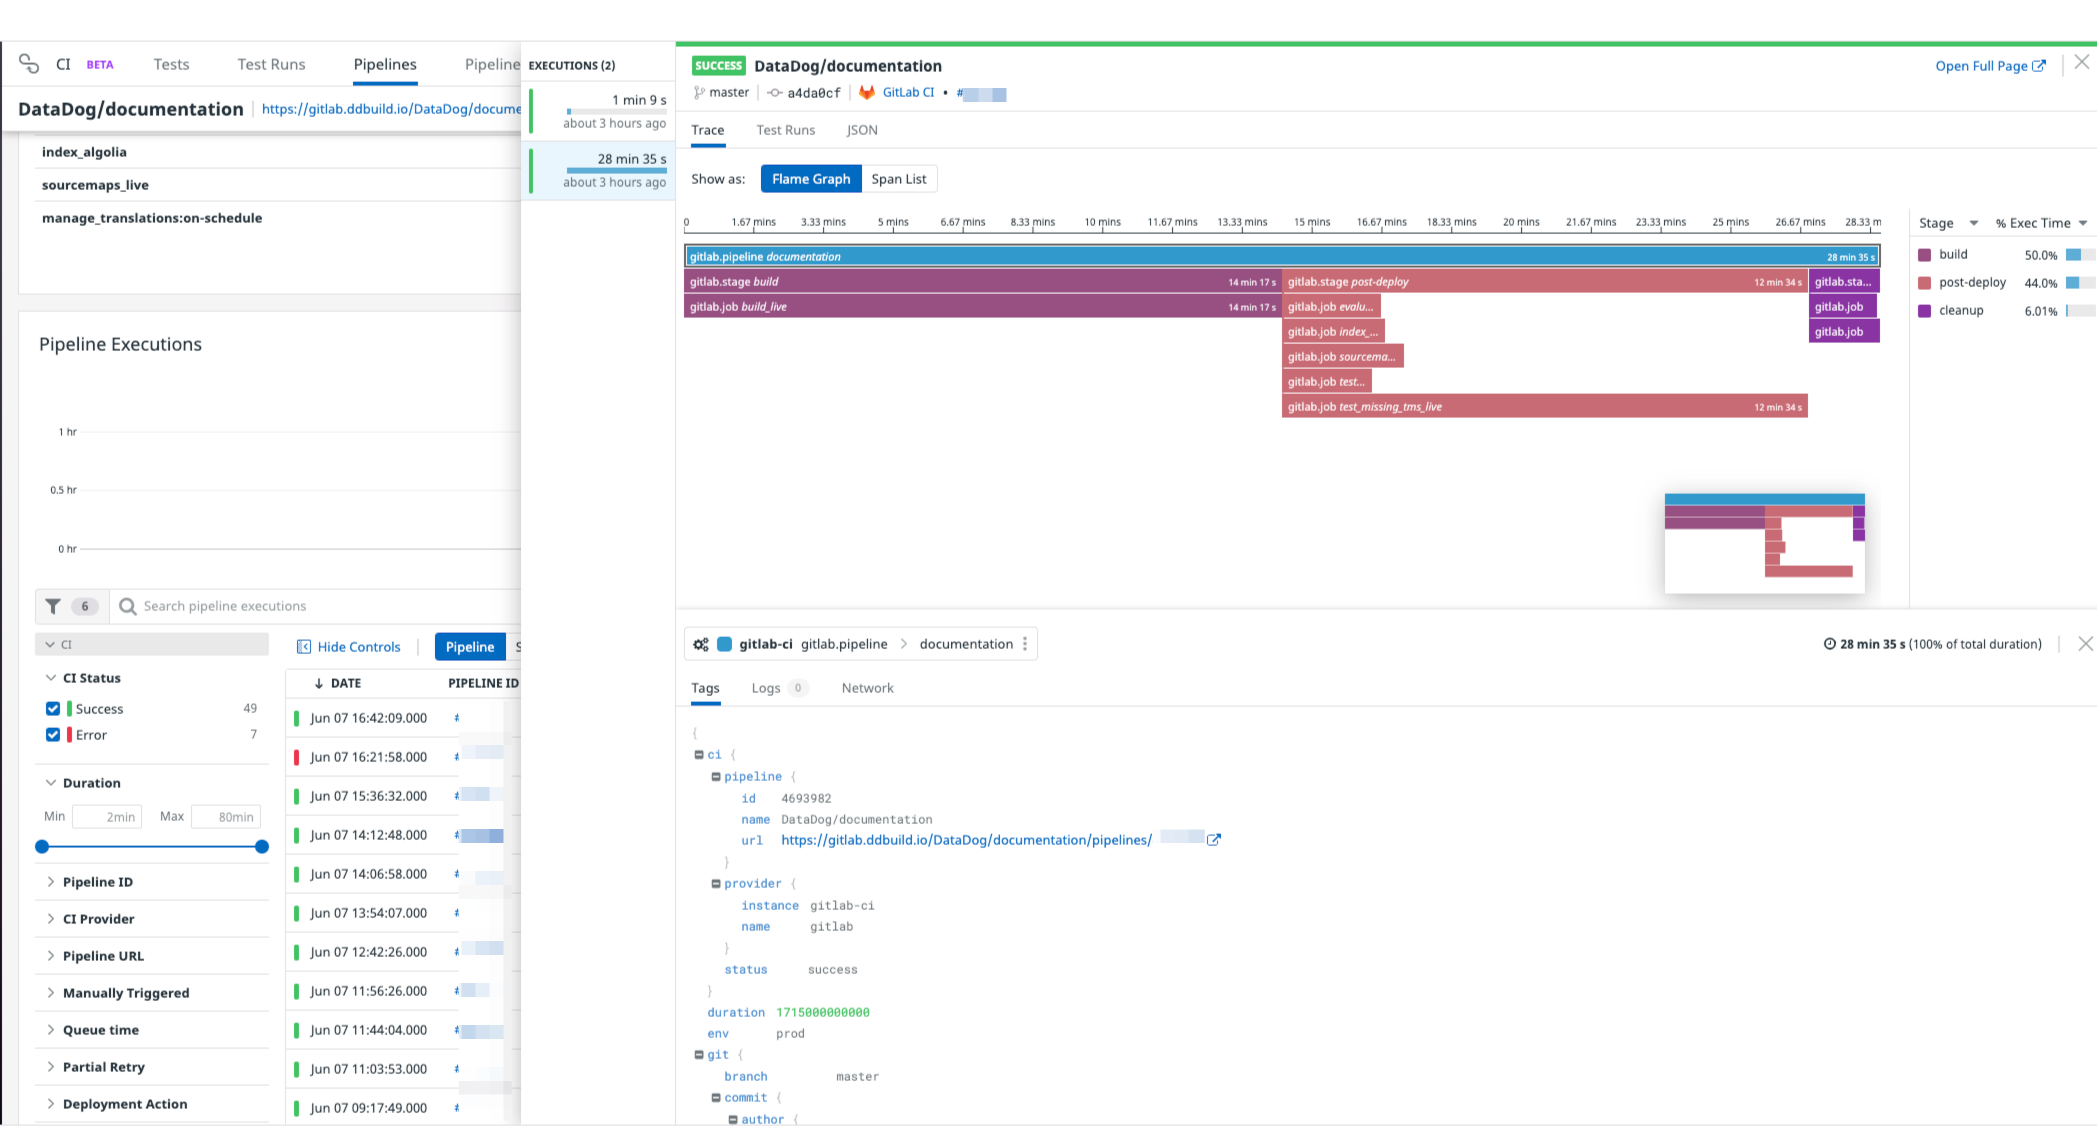 CI BETA Tests Test Runs Pipelines Pipeline
DataDog/documentation https://gitlab.ddbuild.io/DataDog/docume
index_algolia
sourcemaps_live
manage_translations:on-schedule
Pipeline Executions
1 hr
0.5 hr
0 hr
6 Search pipeline executions
CI
Hide Controls Pipeline S
CI Status
Success 49
Error 7
Duration
Min 2min Max 80min
Pipeline ID
CI Provider
Pipeline URL
Manually Triggered
Queue time
Partial Retry
Deployment Action
DATE PIPELINE ID
Jun 07 16:42:09.000 #
Jun 07 16:21:58.000 #
Jun 07 15:36:32.000 #
Jun 07 14:12:48.000 #
Jun 07 14:06:58.000 #
Jun 07 13:54:07.000 #
Jun 07 12:42:26.000 #
Jun 07 11:56:26.000 #
Jun 07 11:44:04.000 #
Jun 07 11:03:53.000 #
Jun 07 09:17:49.000 #
EXECUTIONS (2)
1 min 9 s
about 3 hours ago
28 min 35 s
about 3 hours ago
SUCCESS DataDog/documentation
Open Full Page
master a4da0cf GitLab CI • #
Trace Test Runs JSON
Show as: Flame Graph Span List
0 1.67 mins 3.33 mins 5 mins 6.67 mins 8.33 mins 10 mins 11.67 mins 13.33 mins 15 mins 16.67 mins 18.33 mins 20 mins 21.67 mins 23.33 mins 25 mins 26.67 mins 28.33 m
gitlab.pipeline documentation 28 min 35 s
gitlab.stage build 14 min 17 s gitlab.stage post-deploy 12 min 34 s gitlab.sta...
gitlab.job build_live 14 min 17 s gitlab.job evalu... gitlab.job
gitlab.job index_... gitlab.job
gitlab.job sourcema...
gitlab.job test...
gitlab.job test_missing_tms_live 12 min 34 s
Stage % Exec Time
build 50.0%
post-deploy 44.0%
cleanup 6.01%
gitlab-ci gitlab.pipeline > documentation
28 min 35 s (100% of total duration)
Tags Logs 0 Network
{
ci {
pipeline {
id 4693982
name DataDog/documentation
url https://gitlab.ddbuild.io/DataDog/documentation/pipelines/
}
provider {
instance gitlab-ci
name gitlab
}
status success
}
duration 1715000000000
env prod
git {
branch master
commit {
author {